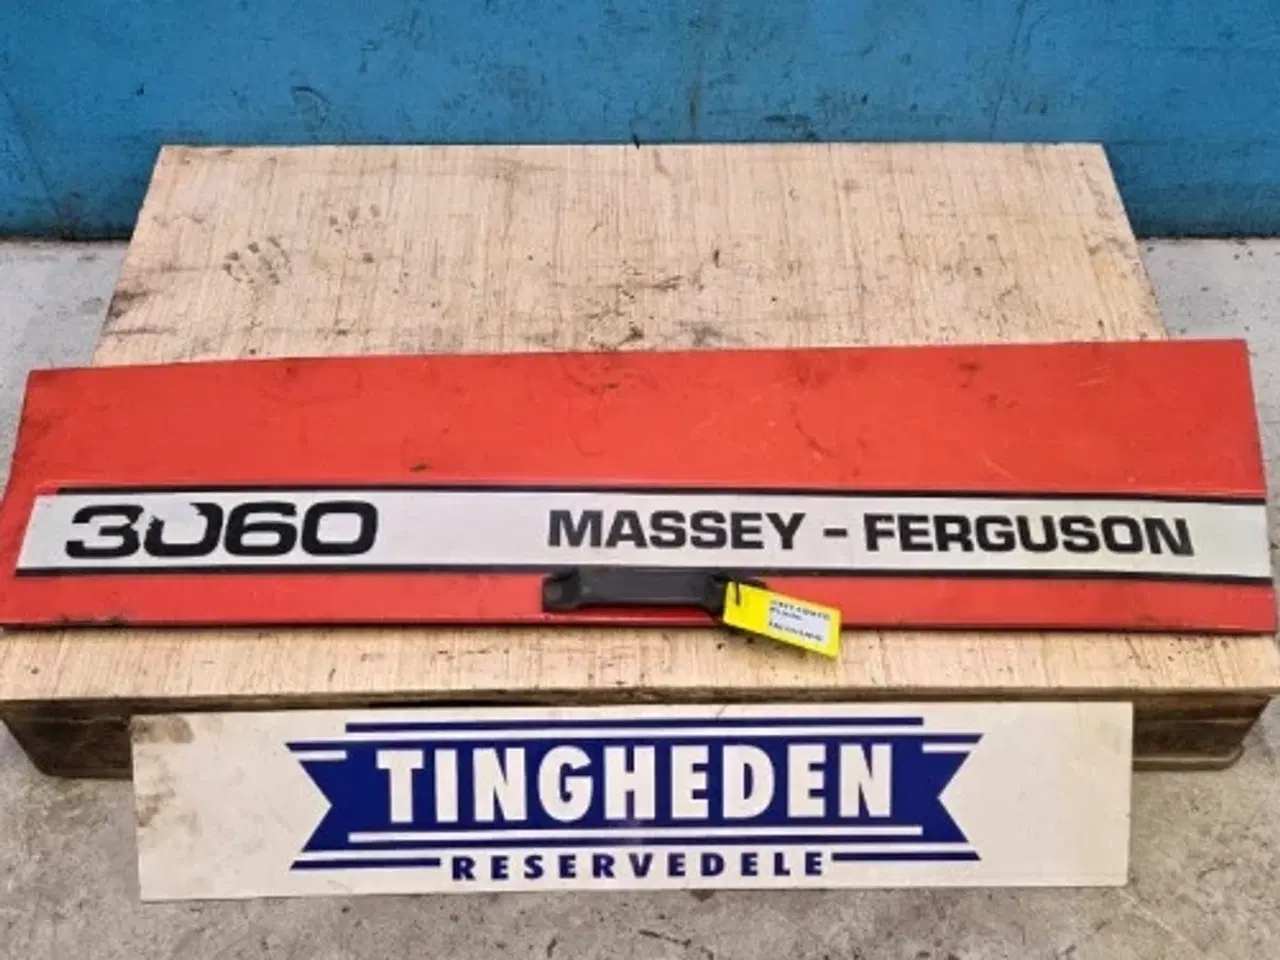 3060 MASSEY - FERGUSON
TINGHEDEN
RESERVEDELE